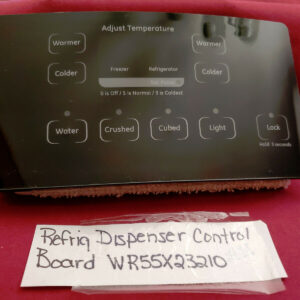 Adjust Temperature
Warmer Warmer
Freezer Refrigerator
Colder Colder
0 is Off / 5 is Normal / 9 is Coldest
Water Crushed Cubed Light Lock
Hold 3 seconds
Refrig Dispenser Control
Board WR55X23210